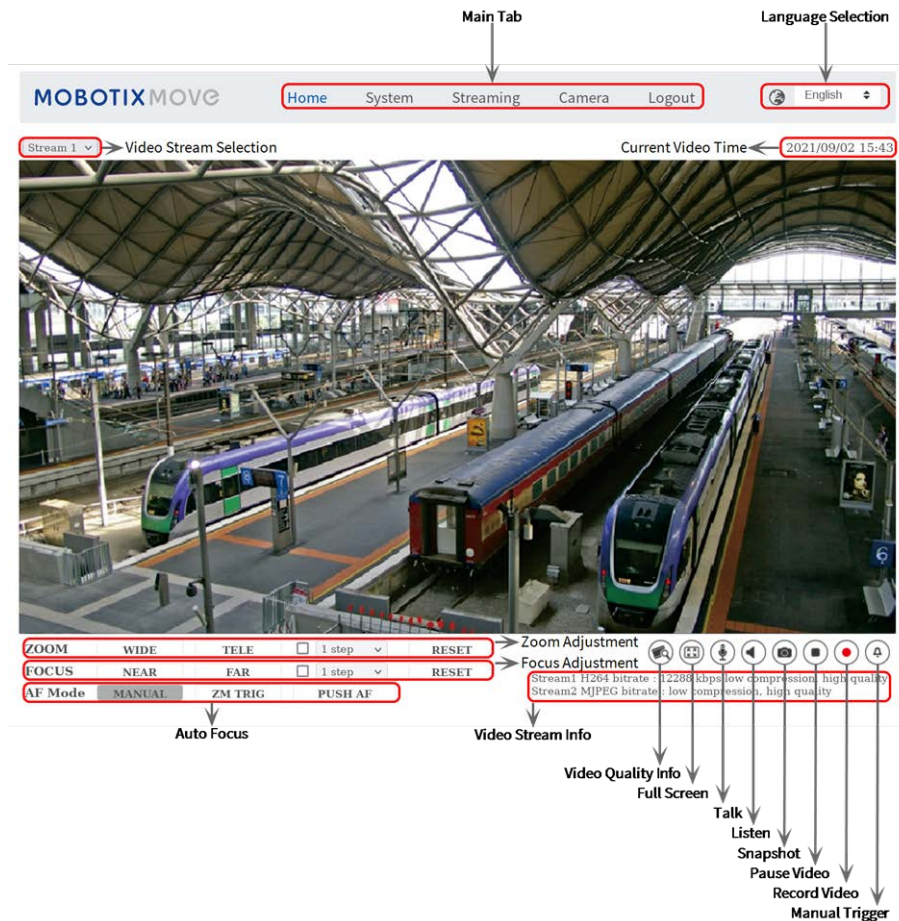 Main Tab
Language Selection
MOBOTIX MOVE
Home System Streaming Camera Logout
English
Stream 1
Video Stream Selection
Current Video Time
2021/09/02 15:43
8
7
6
ZOOM WIDE TELE 1 step RESET
Zoom Adjustment
FOCUS NEAR FAR 1 step RESET
Focus Adjustment
AF Mode MANUAL ZM TRIG PUSH AF
Stream1 H264 bitrate : 12288 kbps low compression, high quality
Stream2 MJPEG bitrate : low compression, high quality
Auto Focus
Video Stream Info
Video Quality Info
Full Screen
Talk
Listen
Snapshot
Pause Video
Record Video
Manual Trigger